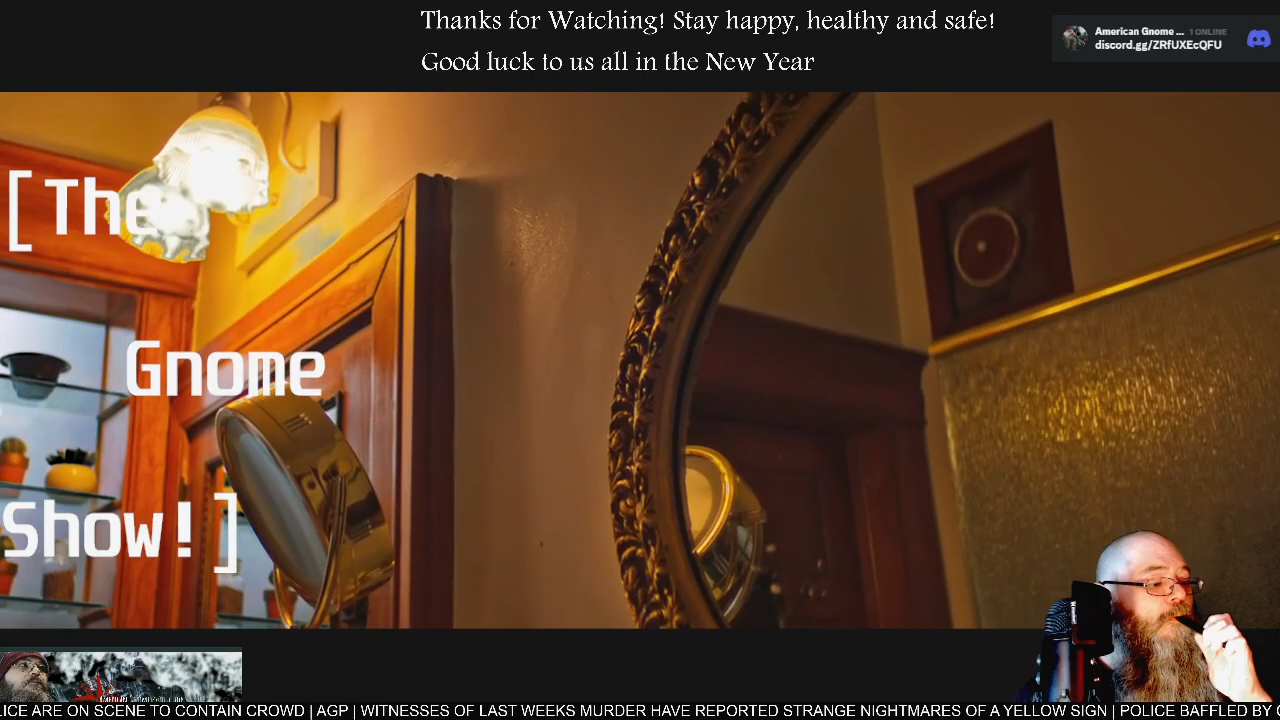 Thanks for Watching! Stay happy, healthy and safe!
Good luck to us all in the New Year
American Gnome ... 1 ONLINE
discord.gg/ZRfUXEcQFU
[The
Gnome
Show!]
LICE ARE ON SCENE TO CONTAIN CROWD | AGP | WITNESSES OF LAST WEEKS MURDER HAVE REPORTED STRANGE NIGHTMARES OF A YELLOW SIGN | POLICE BAFFLED BY